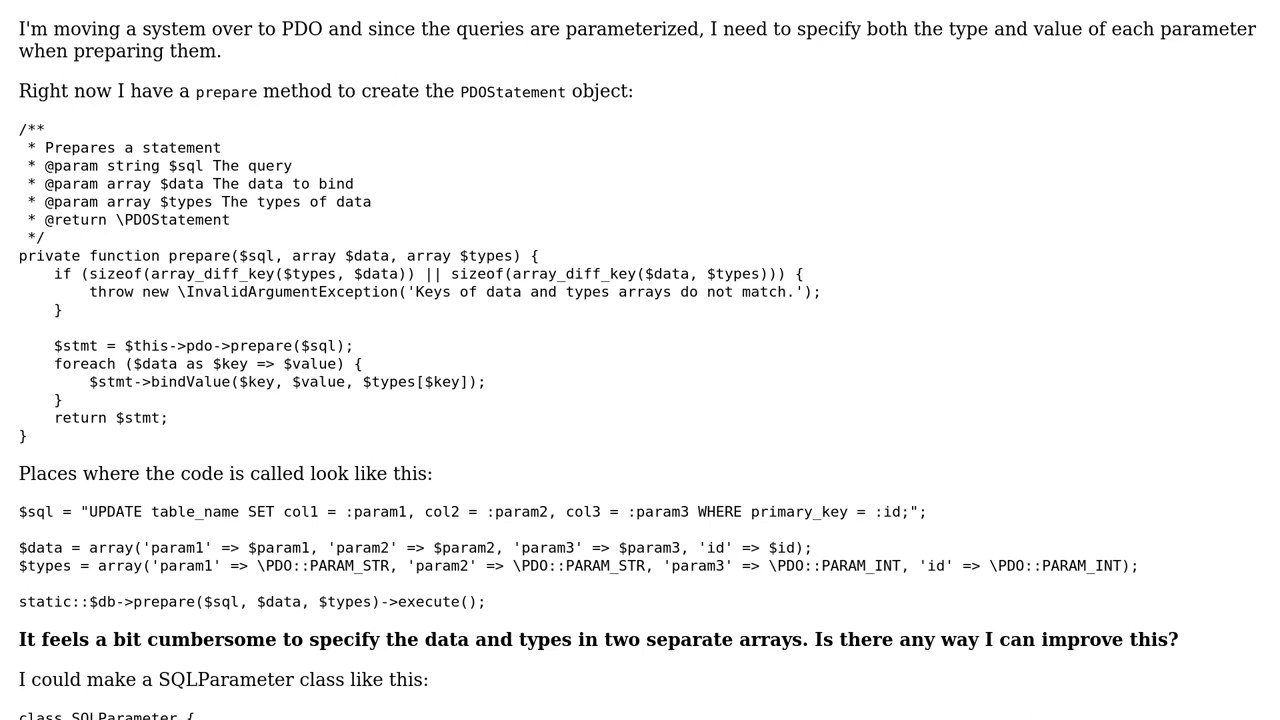 I'm moving a system over to PDO and since the queries are parameterized, I need to specify both the type and value of each parameter
when preparing them.
Right now I have a prepare method to create the PDOStatement object:
/**
 * Prepares a statement
 * @param string $sql The query
 * @param array $data The data to bind
 * @param array $types The types of data
 * @return \PDOStatement
 */
private function prepare($sql, array $data, array $types) {
    if (sizeof(array_diff_key($types, $data)) || sizeof(array_diff_key($data, $types))) {
        throw new \InvalidArgumentException('Keys of data and types arrays do not match.');
    }
    $stmt = $this->pdo->prepare($sql);
    foreach ($data as $key => $value) {
        $stmt->bindValue($key, $value, $types[$key]);
    }
    return $stmt;
}
Places where the code is called look like this:
$sql = "UPDATE table_name SET col1 = :param1, col2 = :param2, col3 = :param3 WHERE primary_key = :id;";
$data = array('param1' => $param1, 'param2' => $param2, 'param3' => $param3, 'id' => $id);
$types = array('param1' => \PDO::PARAM_STR, 'param2' => \PDO::PARAM_STR, 'param3' => \PDO::PARAM_INT, 'id' => \PDO::PARAM_INT);
static::$db->prepare($sql, $data, $types)->execute();
It feels a bit cumbersome to specify the data and types in two separate arrays. Is there any way I can improve this?
I could make a SQLParameter class like this:
class SQLParameter {